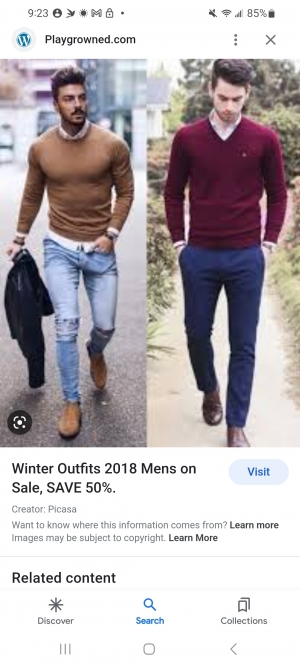 9:23
85%
Playgrowned.com
Winter Outfits 2018 Mens on
Sale, SAVE 50%.
Visit
Creator: Picasa
Want to know where this information comes from? Learn more
Images may be subject to copyright. Learn More
Related content
Discover
Search
Collections